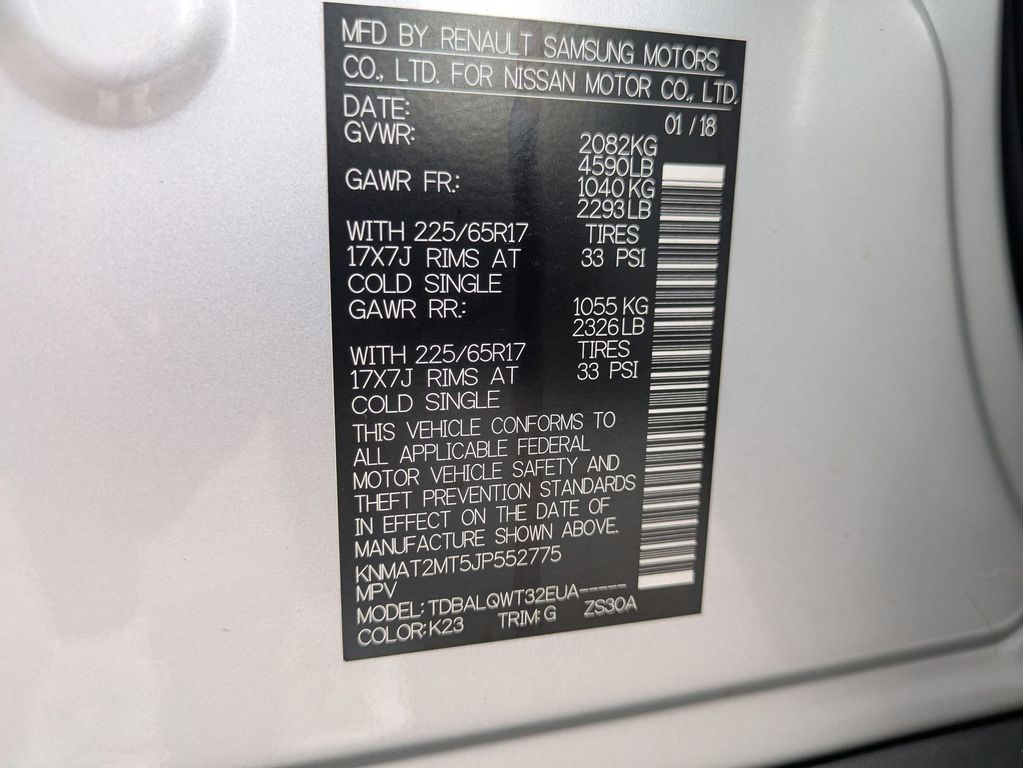 MFD BY RENAULT SAMSUNG MOTORS
CO., LTD. FOR NISSAN MOTOR CO., LTD.
DATE: 01 / 18
GVWR: 2082KG
4590LB
GAWR FR.: 1040 KG
2293 LB
WITH 225/65R17 TIRES
17X7J RIMS AT 33 PSI
COLD SINGLE
GAWR RR.: 1055 KG
2326 LB
WITH 225/65R17 TIRES
17X7J RIMS AT 33 PSI
COLD SINGLE
THIS VEHICLE CONFORMS TO
ALL APPLICABLE FEDERAL
MOTOR VEHICLE SAFETY AND
THEFT PREVENTION STANDARDS
IN EFFECT ON THE DATE OF
MANUFACTURE SHOWN ABOVE.
KNMAT2MT5JP552775
MPV
MODEL: TDBALQWT32EUA-----
COLOR: K23 TRIM: G ZS30A